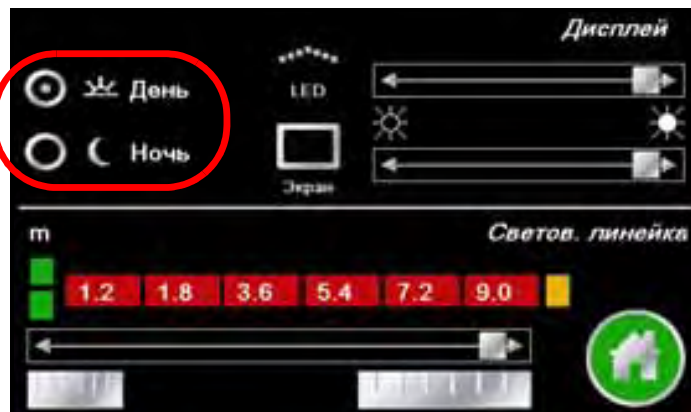 Дисплей
День
LED
Ночь
Экран
m
Светов. линейка
1.2 1.8 3.6 5.4 7.2 9.0